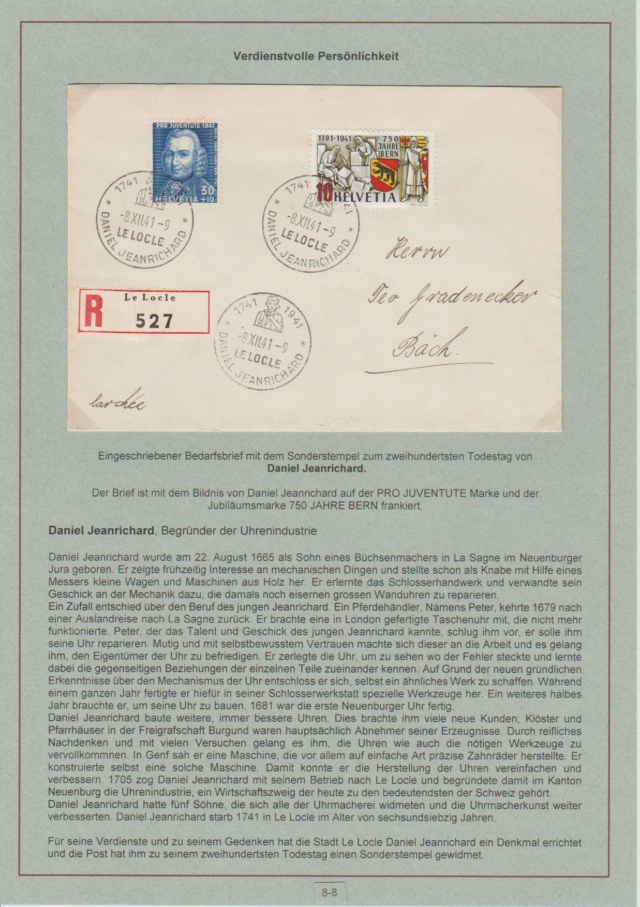 Verdienstvolle Persönlichkeit
PRO JUVENTUTE 1941
30
HELVETIA +10
1191-1941 750
JAHRE
BERN
10 HELVETIA
1741
-8.XII.41-9
LE LOCLE
* DANIEL JEANRICHARD *
1741 1941
-8.XII.41-9
LE LOCLE
* DANIEL JEANRICHARD *
Herrn
Teo Gradenecker
Bäch.
R Le Locle
527
1741 1941
-8.XII.41-9
LE LOCLE
* DANIEL JEANRICHARD *
Eingeschriebener Bedarfsbrief mit dem Sonderstempel zum zweihundertsten Todestag von
Daniel Jeanrichard.
Der Brief ist mit dem Bildnis von Daniel Jeanrichard auf der PRO JUVENTUTE Marke und der
Jubiläumsmarke 750 JAHRE BERN frankiert.
Daniel Jeanrichard, Begründer der Uhrenindustrie
Daniel Jeanrichard wurde am 22. August 1665 als Sohn eines Büchsenmachers in La Sagne im Neuenburger
Jura geboren. Er zeigte frühzeitig Interesse an mechanischen Dingen und stellte schon als Knabe mit Hilfe eines
Messers kleine Wagen und Maschinen aus Holz her. Er erlernte das Schlosserhandwerk und verwandte sein
Geschick an der Mechanik dazu, die damals noch eisernen grossen Wanduhren zu reparieren.
Ein Zufall entschied über den Beruf des jungen Jeanrichard. Ein Pferdehändler, Namens Peter, kehrte 1679 nach
einer Auslandreise nach La Sagne zurück. Er brachte eine in London gefertigte Taschenuhr mit, die nicht mehr
funktionierte. Peter, der das Talent und Geschick des jungen Jeanrichard kannte, schlug ihm vor, er solle ihm
seine Uhr reparieren. Mutig und mit selbstbewusstem Vertrauen machte sich dieser an die Arbeit und es gelang
ihm, den Eigentümer der Uhr zu befriedigen. Er zerlegte die Uhr, um zu sehen wo der Fehler steckte und lernte
dabei die gegenseitigen Beziehungen der einzelnen Teile zueinander kennen. Auf Grund der neuen gründlichen
Erkenntnisse über den Mechanismus der Uhr entschloss er sich, selbst ein ähnliches Werk zu schaffen. Während
einem ganzen Jahr fertigte er hiefür in seiner Schlosserwerkstatt spezielle Werkzeuge her. Ein weiteres halbes
Jahr brauchte er, um seine Uhr zu bauen. 1681 war die erste Neuenburger Uhr fertig.
Daniel Jeanrichard baute weitere, immer bessere Uhren. Dies brachte ihm viele neue Kunden; Klöster und
Pfarrhäuser in der Freigrafschaft Burgund waren hauptsächlich Abnehmer seiner Erzeugnisse. Durch reifliches
Nachdenken und mit vielen Versuchen gelang es ihm, die Uhren wie auch die nötigen Werkzeuge zu
vervollkommnen. In Genf sah er eine Maschine, die vor allem auf einfache Art präzise Zahnräder herstellte. Er
konstruierte selbst eine solche Maschine. Damit konnte er die Herstellung der Uhren vereinfachen und
verbessern. 1705 zog Daniel Jeanrichard mit seinem Betrieb nach Le Locle und begründete damit im Kanton
Neuenburg die Uhrenindustrie, ein Wirtschaftszweig der heute zu den bedeutendsten der Schweiz gehört.
Daniel Jeanrichard hatte fünf Söhne, die sich alle der Uhrmacherei widmeten und die Uhrmacherkunst weiter
verbesserten. Daniel Jeanrichard starb 1741 in Le Locle im Alter von sechsundsiebzig Jahren.
Für seine Verdienste und zu seinem Gedenken hat die Stadt Le Locle Daniel Jeanrichard ein Denkmal errichtet
und die Post hat ihm zu seinem zweihundertsten Todestag einen Sonderstempel gewidmet.
8-8